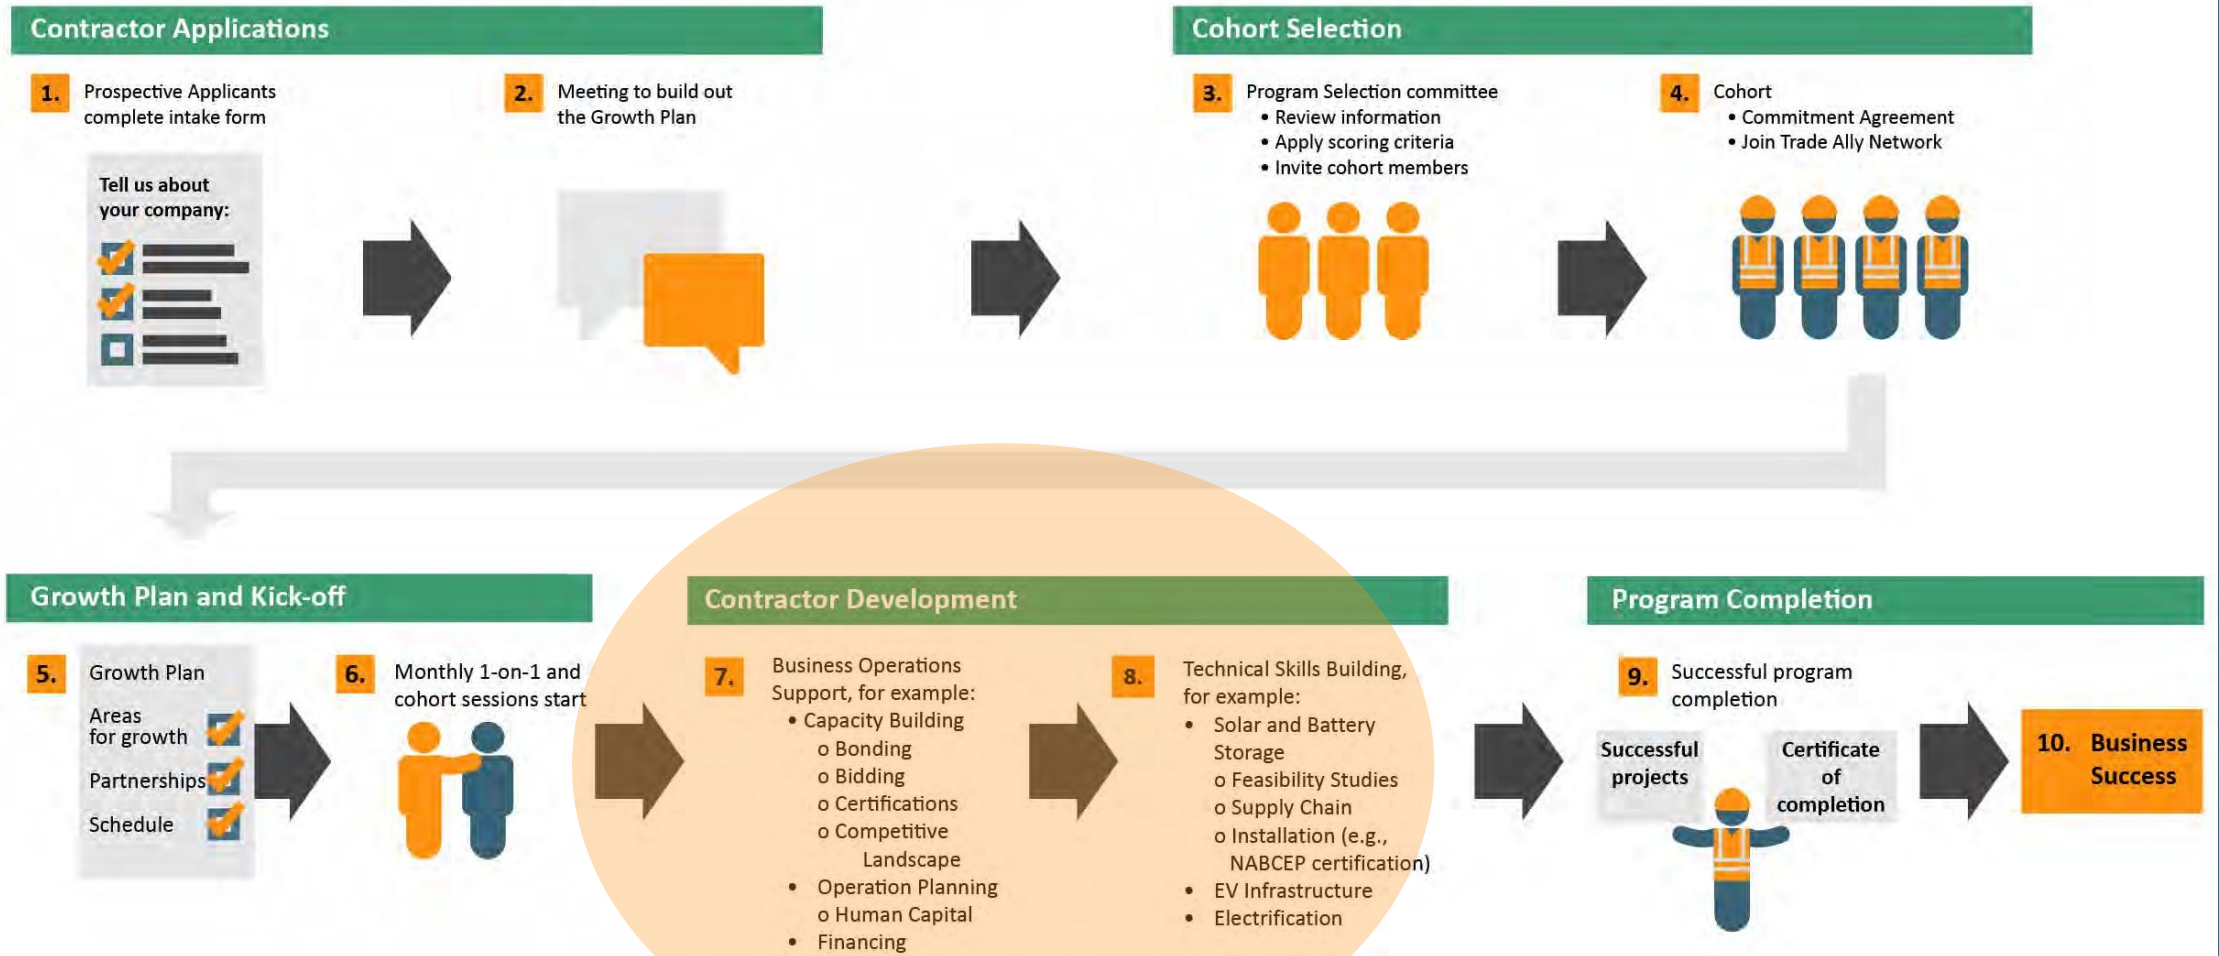 Contractor Applications
1. Prospective Applicants
complete intake form
Tell us about
your company:
2. Meeting to build out
the Growth Plan
Cohort Selection
3. Program Selection committee
• Review information
• Apply scoring criteria
• Invite cohort members
4. Cohort
• Commitment Agreement
• Join Trade Ally Network
Growth Plan and Kick-off
5. Growth Plan
Areas
for growth
Partnerships
Schedule
6. Monthly 1-on-1 and
cohort sessions start
Contractor Development
7. Business Operations
Support, for example:
• Capacity Building
o Bonding
o Bidding
o Certifications
o Competitive
Landscape
• Operation Planning
o Human Capital
• Financing
8. Technical Skills Building,
for example:
• Solar and Battery
Storage
o Feasibility Studies
o Supply Chain
o Installation (e.g.,
NABCEP certification)
• EV Infrastructure
• Electrification
Program Completion
9. Successful program
completion
Successful
projects
Certificate
of
completion
10. Business
Success